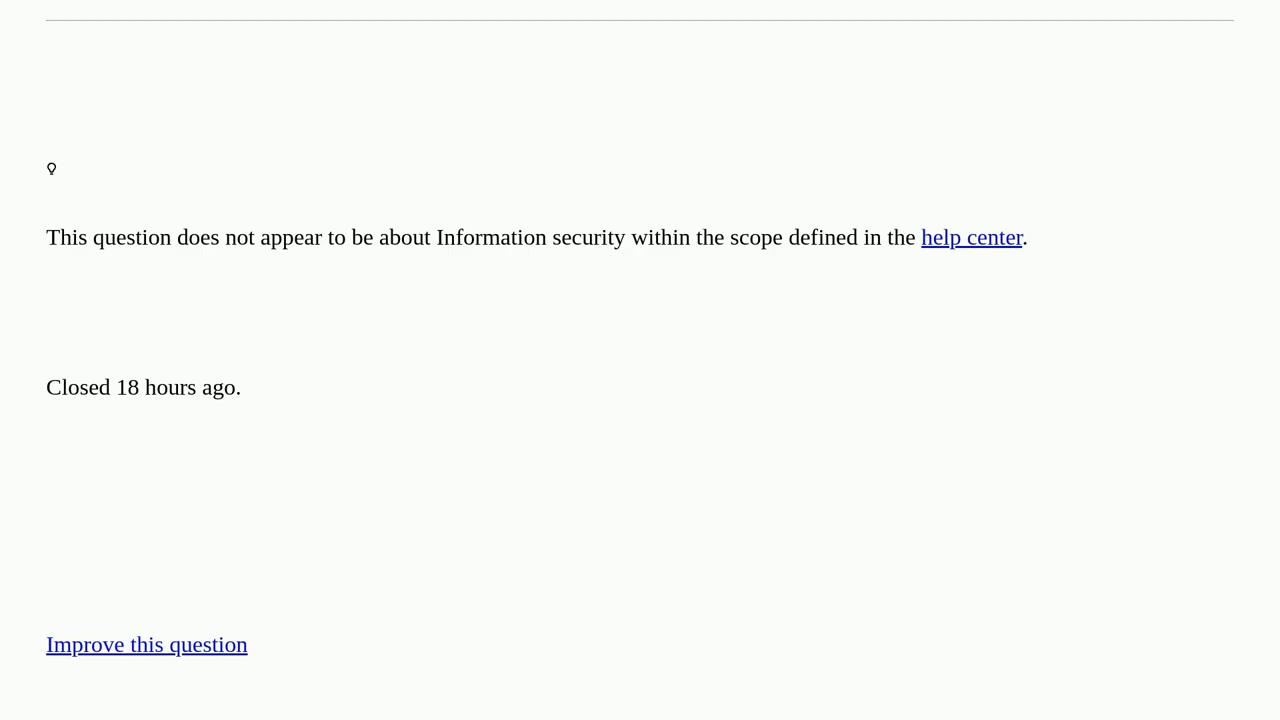 This question does not appear to be about Information security within the scope defined in the help center.
Closed 18 hours ago.
Improve this question